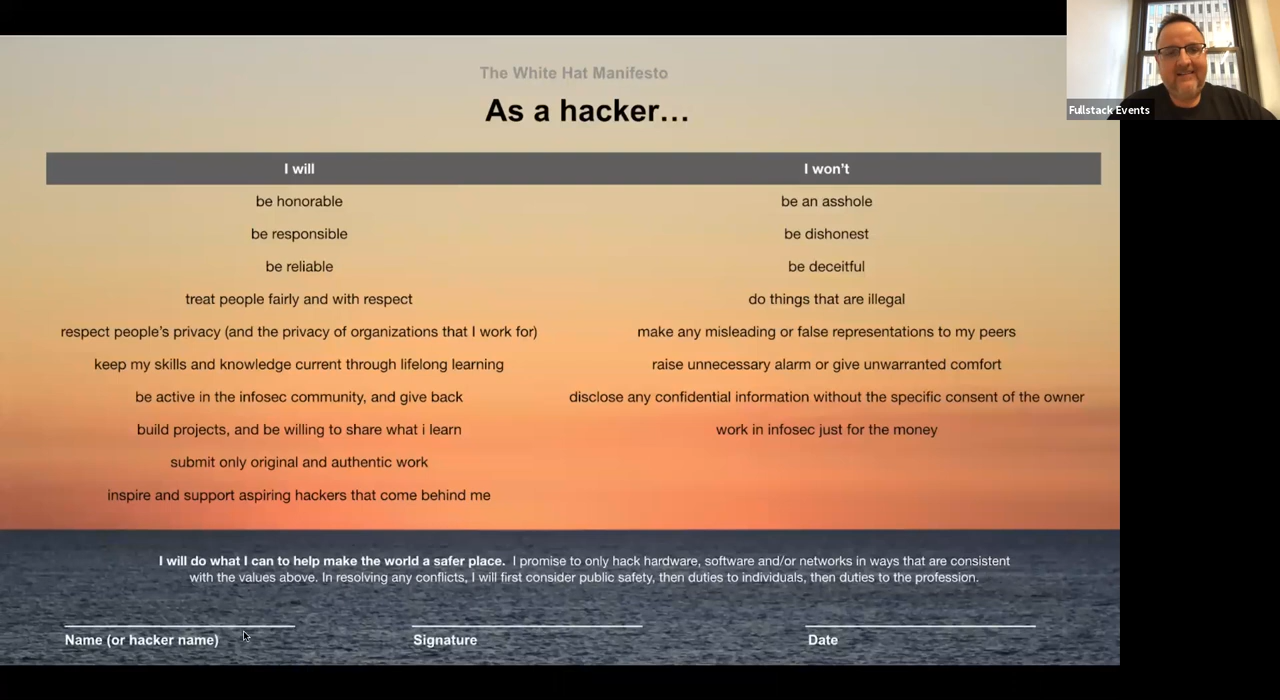 The White Hat Manifesto
As a hacker…
Fullstack Events
I will
I won't
be honorable
be an asshole
be responsible
be dishonest
be reliable
be deceitful
treat people fairly and with respect
do things that are illegal
respect people's privacy (and the privacy of organizations that I work for)
make any misleading or false representations to my peers
keep my skills and knowledge current through lifelong learning
raise unnecessary alarm or give unwarranted comfort
be active in the infosec community, and give back
disclose any confidential information without the specific consent of the owner
build projects, and be willing to share what i learn
work in infosec just for the money
submit only original and authentic work
inspire and support aspiring hackers that come behind me
I will do what I can to help make the world a safer place. I promise to only hack hardware, software and/or networks in ways that are consistent
with the values above. In resolving any conflicts, I will first consider public safety, then duties to individuals, then duties to the profession.
Name (or hacker name)
Signature
Date